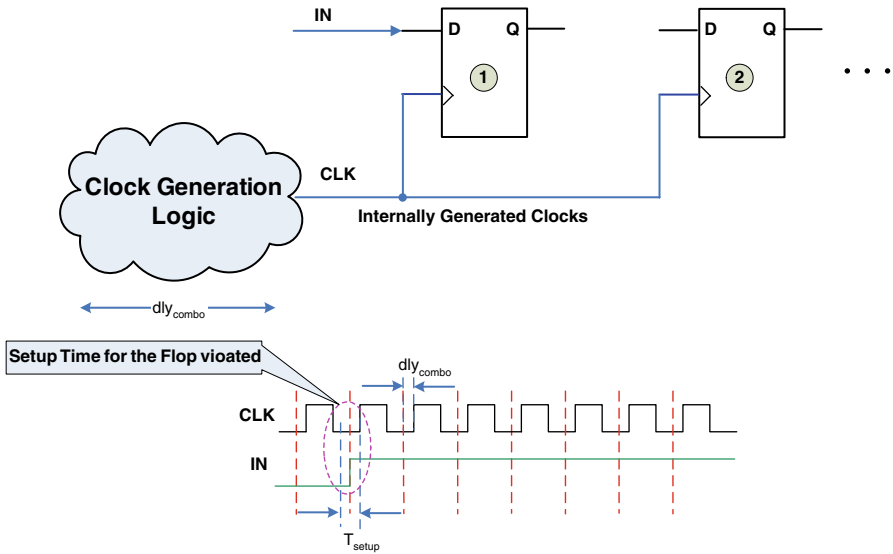 IN
D Q
1
D Q
2
. . .
Clock Generation
Logic
CLK
Internally Generated Clocks
dlycombo
Setup Time for the Flop vioated
dlycombo
CLK
IN
Tsetup